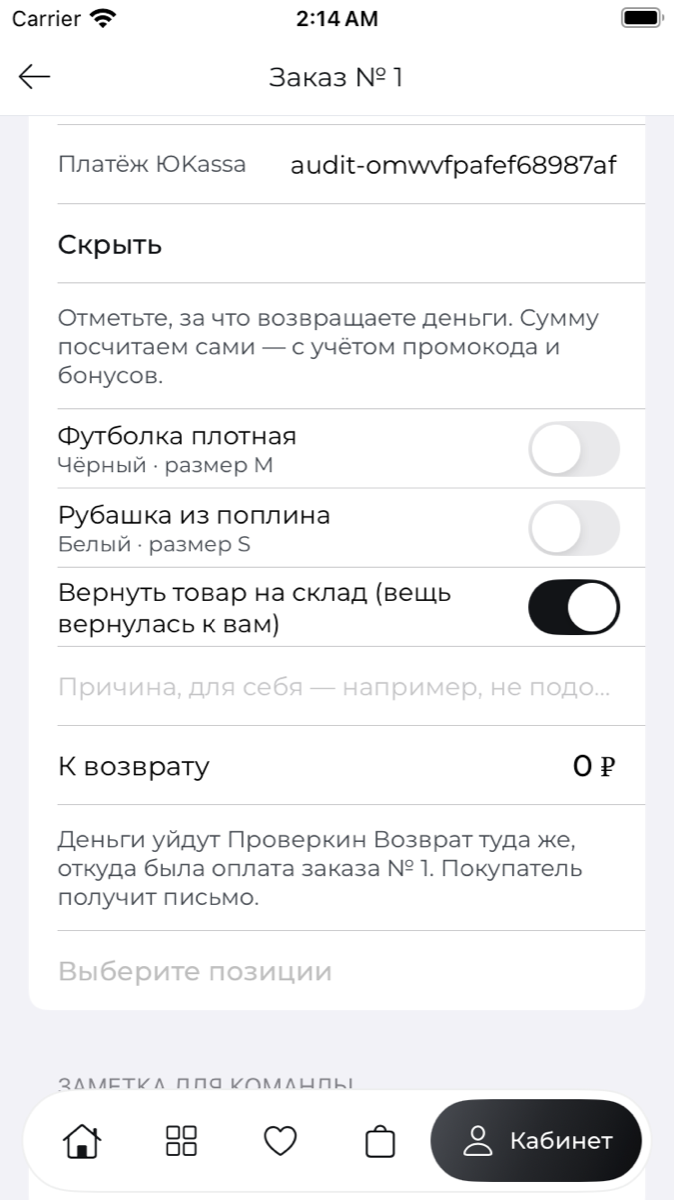 Carrier
2:14 AM
Заказ № 1
Платёж ЮKassa
audit-omwvfpafef68987af
Скрыть
Отметьте, за что возвращаете деньги. Сумму
посчитаем сами — с учётом промокода и
бонусов.
Футболка плотная
Чёрный · размер M
Рубашка из поплина
Белый · размер S
Вернуть товар на склад (вещь
вернулась к вам)
Причина, для себя — например, не подо...
К возврату
0 ₽
Деньги уйдут Проверкин Возврат туда же,
откуда была оплата заказа № 1. Покупатель
получит письмо.
Выберите позиции
ЗАМЕТКА ДЛЯ КОМАНДЫ
Кабинет